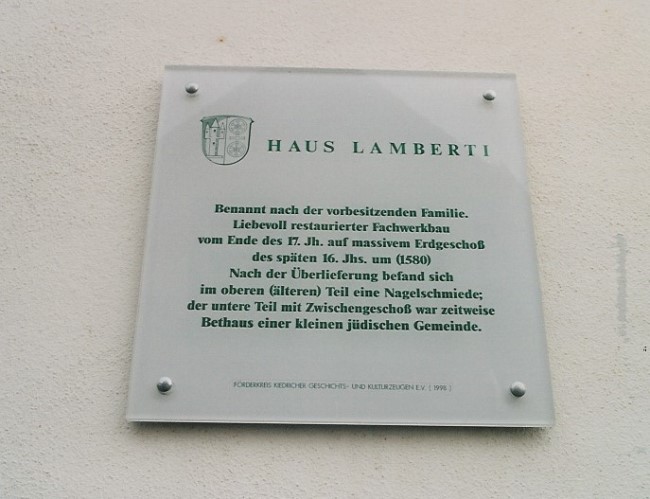 HAUS LAMBERTI
Benannt nach der vorbesitzenden Familie.
Liebevoll restaurierter Fachwerkbau
vom Ende des 17. Jh. auf massivem Erdgeschoß
des späten 16. Jhs. um (1580)
Nach der Überlieferung befand sich
im oberen (älteren) Teil eine Nagelschmiede;
der untere Teil mit Zwischengeschoß war zeitweise
Bethaus einer kleinen jüdischen Gemeinde.
FÖRDERKREIS KIEDRICHER GESCHICHTS- UND KULTURZEUGEN E.V. ( 1998 )